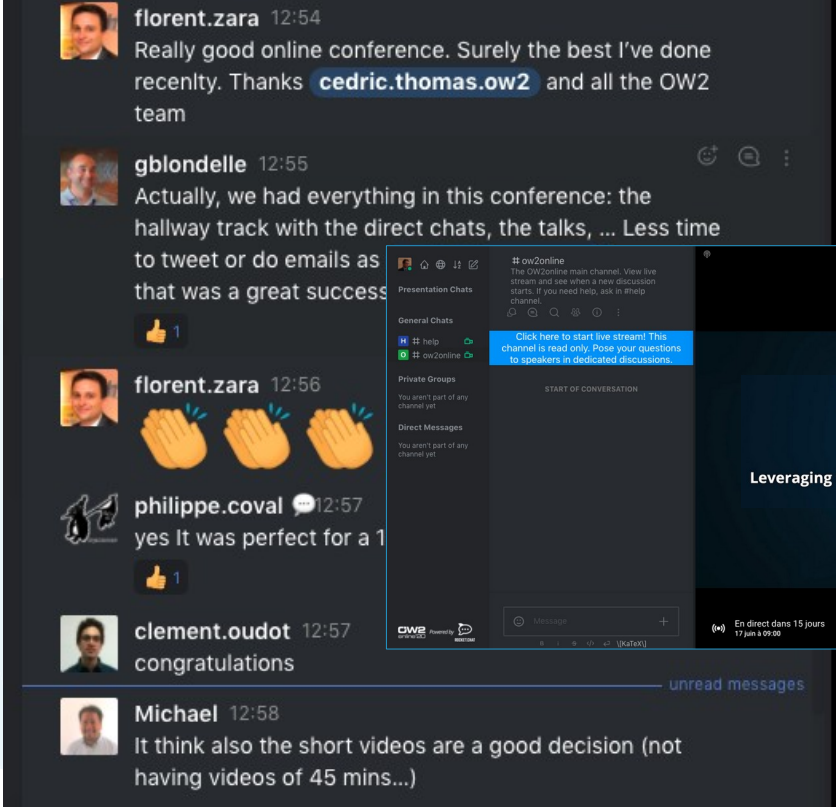 florent.zara 12:54
Really good online conference. Surely the best I’ve done
recenlty. Thanks cedric.thomas.ow2 and all the OW2
team
gblondelle 12:55
Actually, we had everything in this conference: the
hallway track with the direct chats, the talks, ... Less time
to tweet or do emails as
that was a great success
1
florent.zara 12:56
philippe.coval 12:57
yes It was perfect for a 1
1
clement.oudot 12:57
congratulations
unread messages
Michael 12:58
It think also the short videos are a good decision (not
having videos of 45 mins...)
Presentation Chats
General Chats
H # help
O # ow2online
Private Groups
You aren't part of any
channel yet
Direct Messages
You aren't part of any
channel yet
OW2
online'20
Powered by
ROCKET.CHAT
# ow2online
The OW2online main channel. View live
stream and see when a new discussion
starts. If you need help, ask in #help
channel.
Click here to start live stream! This
channel is read only. Pose your questions
to speakers in dedicated discussions.
START OF CONVERSATION
Message
B i S </> \[KaTeX\]
Leveraging
En direct dans 15 jours
17 juin à 09:00